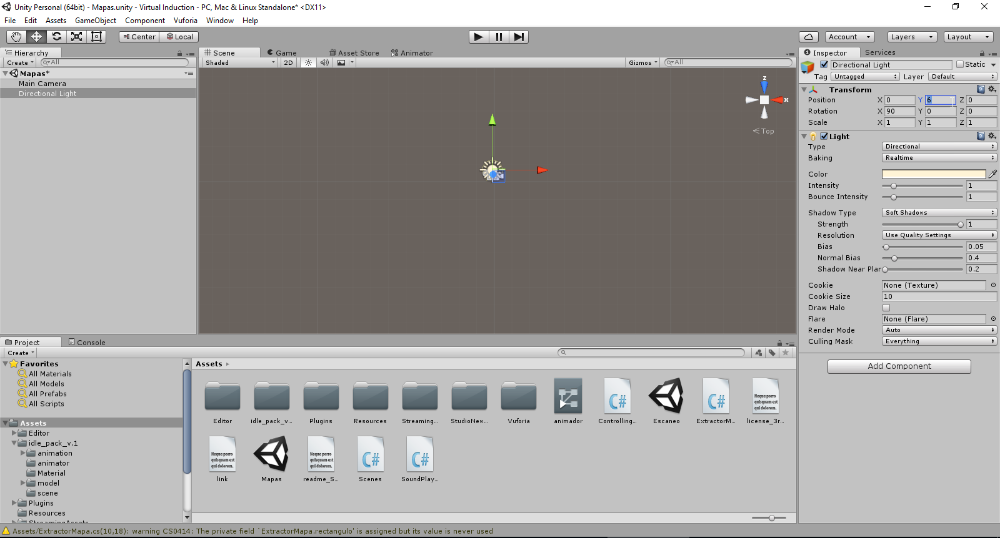 Unity Personal (64bit) - Mapas.unity - Virtual Induction - PC, Mac & Linux Standalone* <DX11>
File Edit Assets GameObject Component Vuforia Window Help
Center Local Account Layers Layout
Hierarchy
Create All
Mapas*
Main Camera
Directional Light
Scene Game Asset Store Animator
Shaded 2D Gizmos All
z
x
Top
Inspector Services
Directional Light Static
Tag Untagged Layer Default
Transform
Position X 0 Y 6 Z 0
Rotation X 90 Y 0 Z 0
Scale X 1 Y 1 Z 1
Light
Type Directional
Baking Realtime
Color
Intensity 1
Bounce Intensity 1
Shadow Type Soft Shadows
Strength 1
Resolution Use Quality Settings
Bias 0.05
Normal Bias 0.4
Shadow Near Plar 0.2
Cookie None (Texture)
Cookie Size 10
Draw Halo
Flare None (Flare)
Render Mode Auto
Culling Mask Everything
Add Component
Project Console
Create
Favorites
All Materials
All Models
All Prefabs
All Scripts
Assets
Editor
idle_pack_v.1
animation
animator
Material
model
scene
Plugins
Resources
StreamingAssets
Assets
Editor idle_pack_v... Plugins Resources Streaming... StudioNew... Vuforia animador Controlling... Escaneo ExtractorM... license_3r...
link Mapas readme_S... Scenes SoundPlay...
C# C# Neque porro quisquam est qui dolorem.
Neque porro quisquam est qui dolorem. Neque porro quisquam est qui dolorem. C# C#
Assets/ExtractorMapa.cs(10,18): warning CS0414: The private field `ExtractorMapa.rectangulo' is assigned but its value is never used